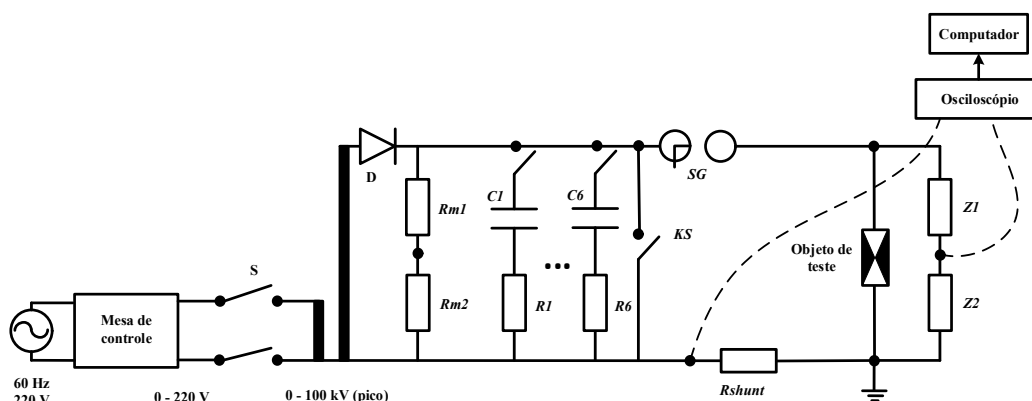 Computador
Osciloscópio
D
SG
C1
C6
Rm1
Z1
KS
Objeto de
teste
S
Rm2
R1
R6
Z2
Mesa de
controle
60 Hz
220 V
0 - 220 V
0 - 100 kV (pico)
Rshunt